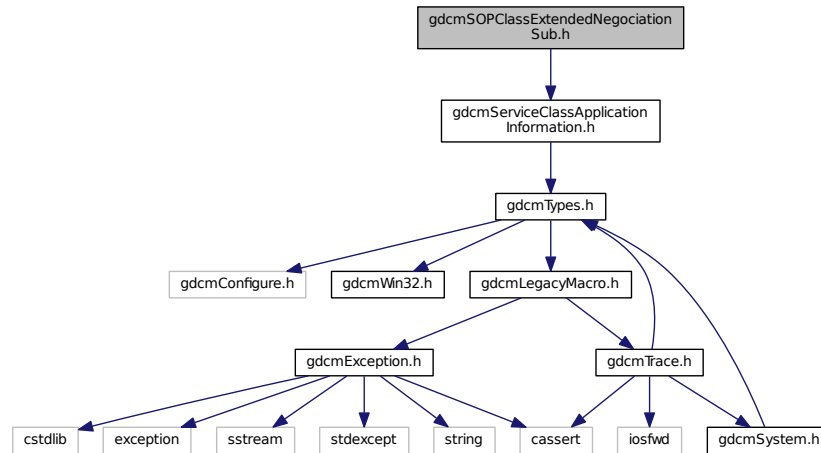 gdcmSOPClassExtendedNegociation
Sub.h
gdcmServiceClassApplication
Information.h
gdcmTypes.h
gdcmConfigure.h
gdcmWin32.h
gdcmLegacyMacro.h
gdcmException.h
gdcmTrace.h
cstdlib
exception
sstream
stdexcept
string
cassert
iosfwd
gdcmSystem.h